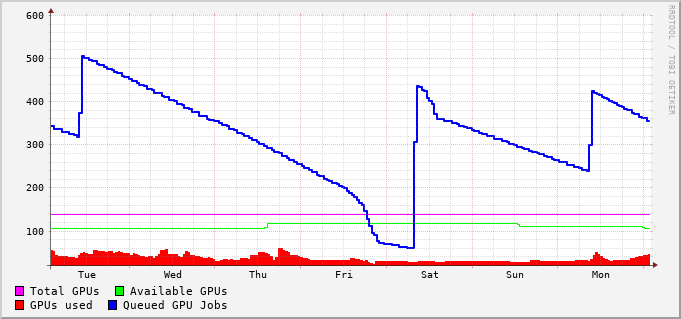 600
500
400
300
200
100
Tue Wed Thu Fri Sat Sun Mon
Total GPUs Available GPUs
GPUs used Queued GPU Jobs
RRDTOOL / TOBI OETIKER